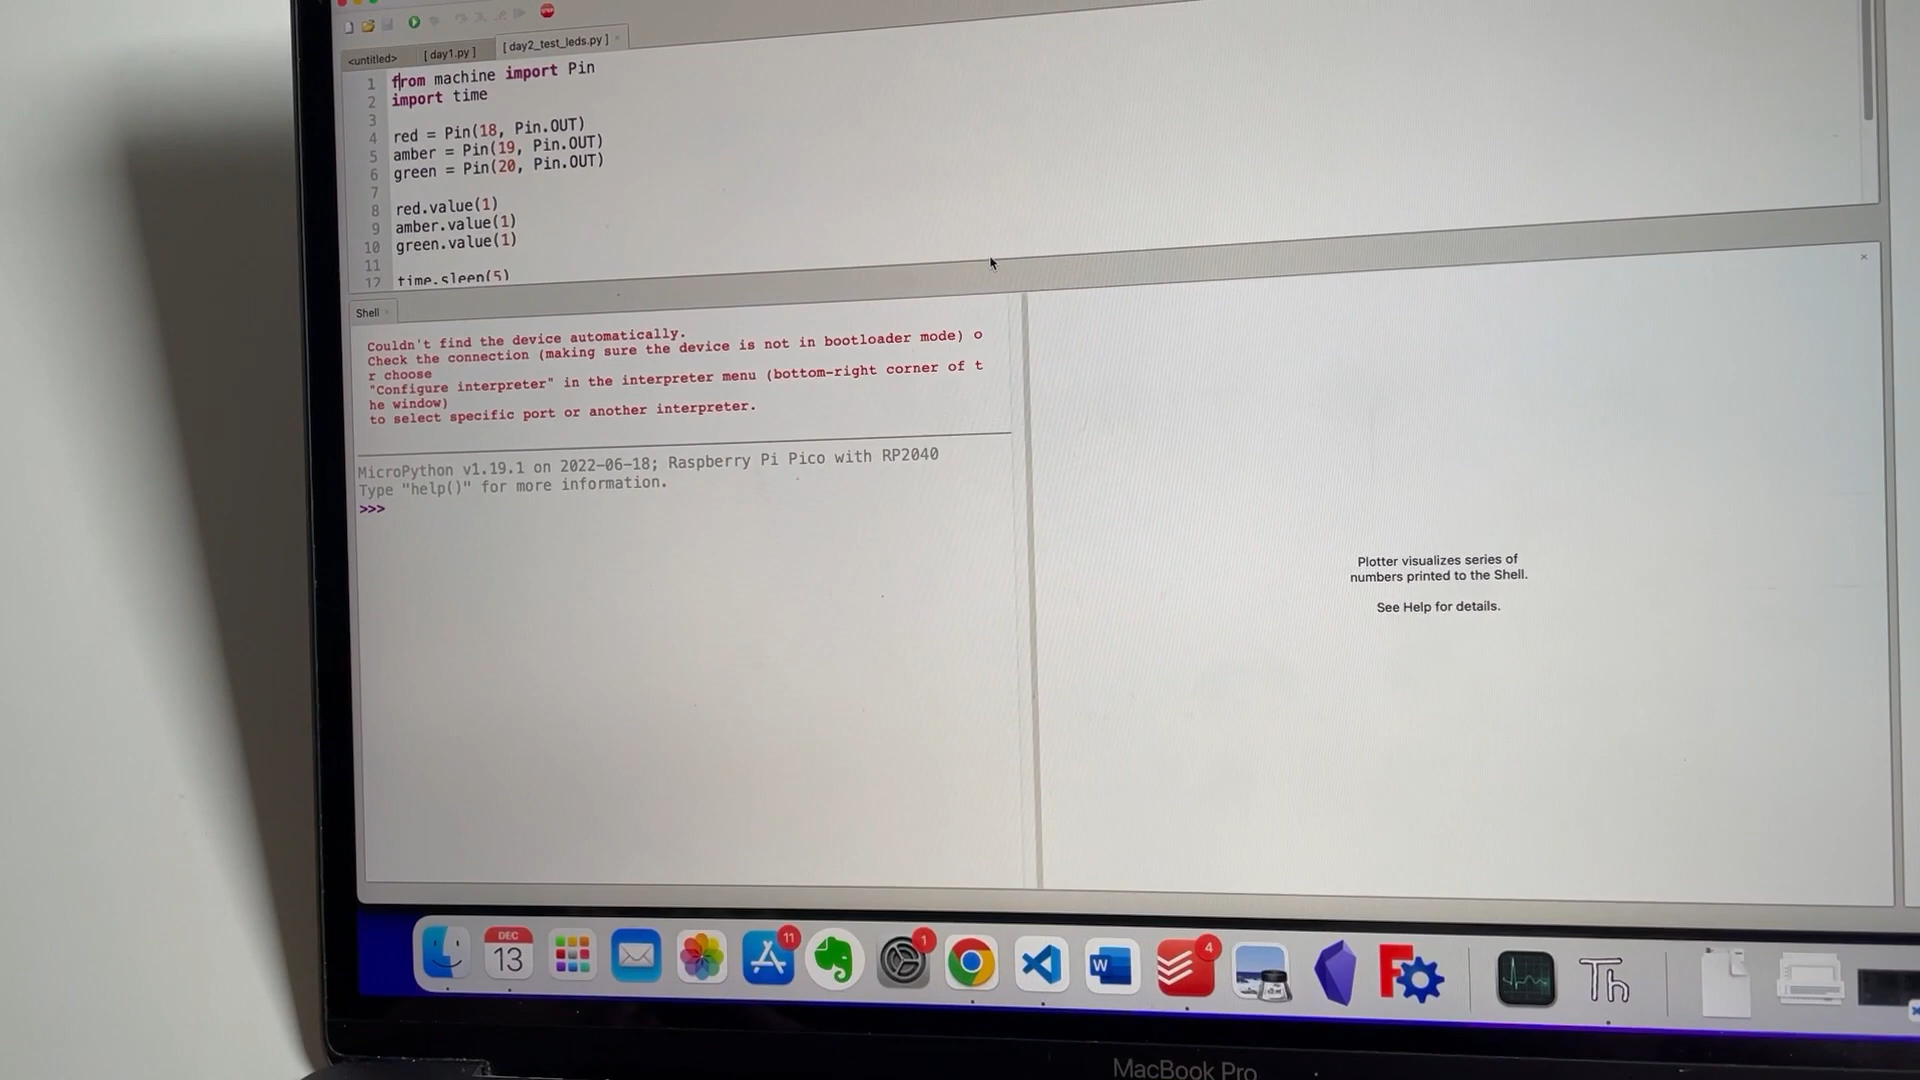 <untitled>
[ day1.py ]
[ day2_test_leds.py ]
1 from machine import Pin
2 import time
3
4 red = Pin(18, Pin.OUT)
5 amber = Pin(19, Pin.OUT)
6 green = Pin(20, Pin.OUT)
7
8 red.value(1)
9 amber.value(1)
10 green.value(1)
11
12 time.sleep(5)
Shell
Couldn't find the device automatically.
Check the connection (making sure the device is not in bootloader mode) o
r choose
"Configure interpreter" in the interpreter menu (bottom-right corner of t
he window)
to select specific port or another interpreter.
MicroPython v1.19.1 on 2022-06-18; Raspberry Pi Pico with RP2040
Type "help()" for more information.
>>>
Plotter visualizes series of
numbers printed to the Shell.
See Help for details.
DEC
13
11
1
W
4
Th
MacBook Pro